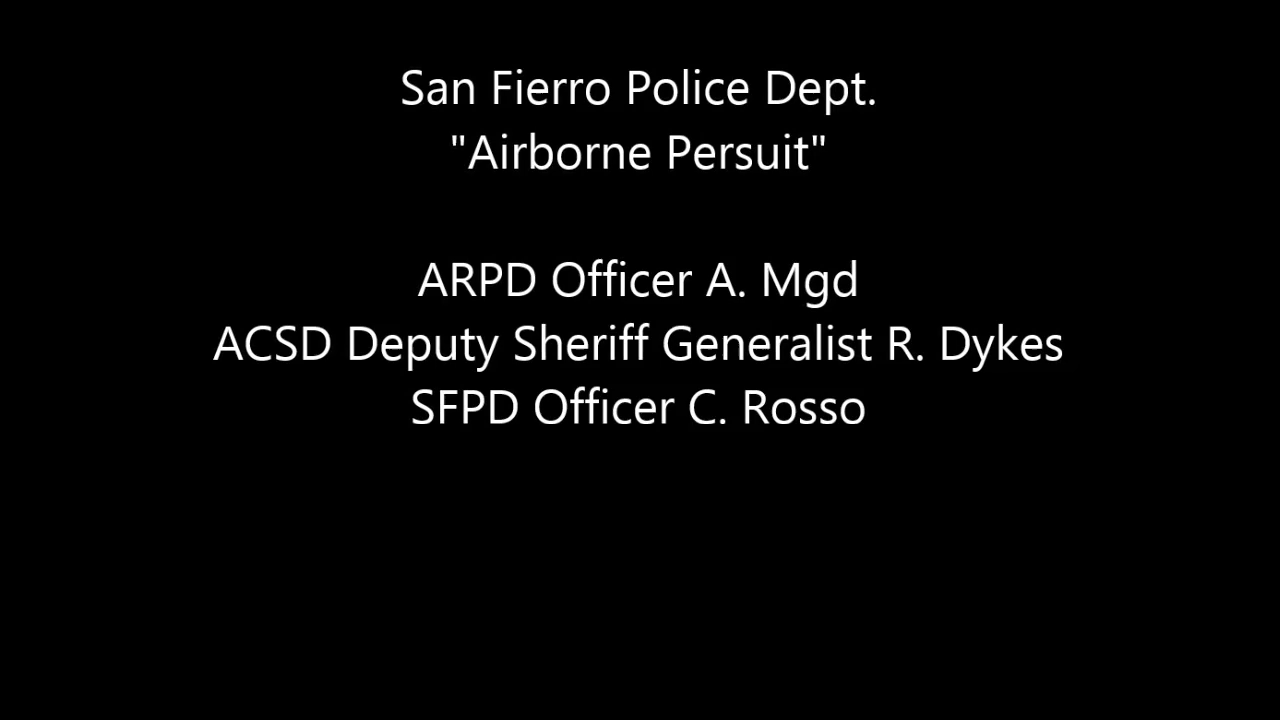 San Fierro Police Dept.
"Airborne Persuit"
ARPD Officer A. Mgd
ACSD Deputy Sheriff Generalist R. Dykes
SFPD Officer C. Rosso